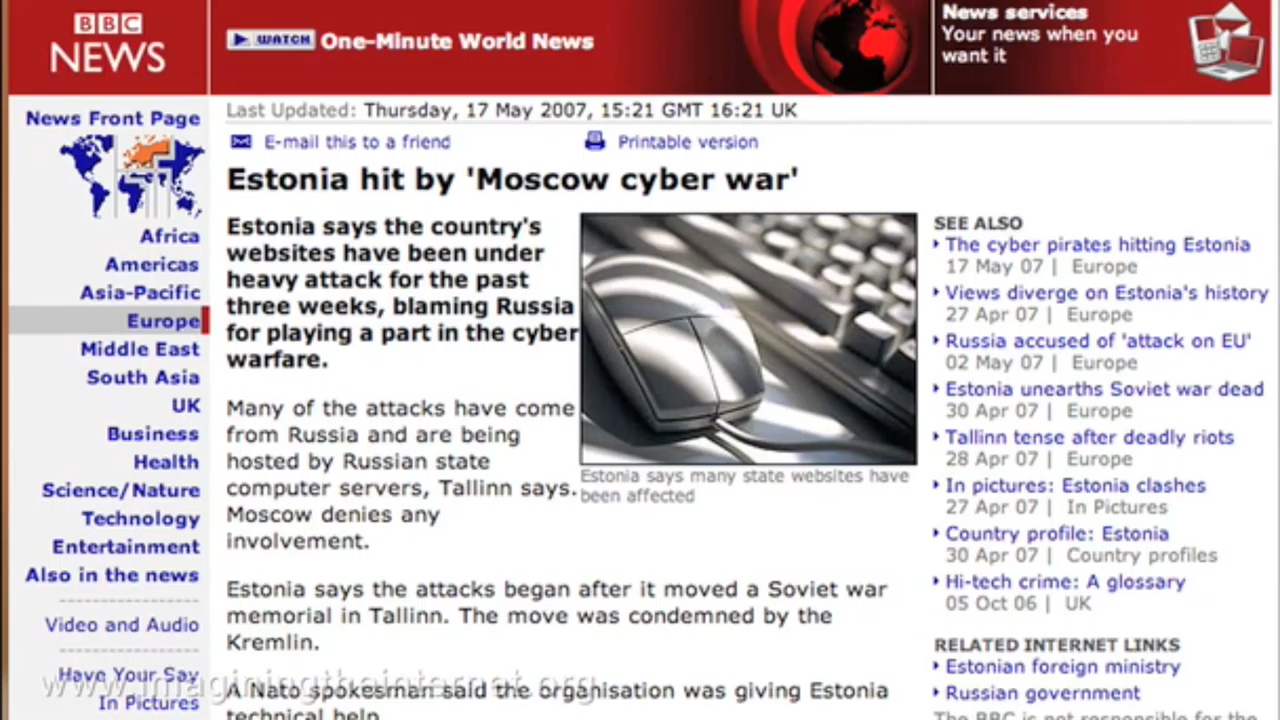 BBC
NEWS
WATCH One-Minute World News
News services
Your news when you
want it
News Front Page
Africa
Americas
Asia-Pacific
Europe
Middle East
South Asia
UK
Business
Health
Science/Nature
Technology
Entertainment
Also in the news
Video and Audio
Have Your Say
In Pictures
Last Updated: Thursday, 17 May 2007, 15:21 GMT 16:21 UK
E-mail this to a friend
Printable version
Estonia hit by 'Moscow cyber war'
Estonia says the country's
websites have been under
heavy attack for the past
three weeks, blaming Russia
for playing a part in the cyber
warfare.
Many of the attacks have come
from Russia and are being
hosted by Russian state
computer servers, Tallinn says.
Moscow denies any
involvement.
Estonia says many state websites have
been affected
Estonia says the attacks began after it moved a Soviet war
memorial in Tallinn. The move was condemned by the
Kremlin.
A Nato spokesman said the organisation was giving Estonia
technical help.
SEE ALSO
The cyber pirates hitting Estonia
17 May 07 | Europe
Views diverge on Estonia's history
27 Apr 07 | Europe
Russia accused of 'attack on EU'
02 May 07 | Europe
Estonia unearths Soviet war dead
30 Apr 07 | Europe
Tallinn tense after deadly riots
28 Apr 07 | Europe
In pictures: Estonia clashes
27 Apr 07 | In Pictures
Country profile: Estonia
30 Apr 07 | Country profiles
Hi-tech crime: A glossary
05 Oct 06 | UK
RELATED INTERNET LINKS
Estonian foreign ministry
Russian government
The BBC is not responsible for the
www.imaginingtheinternet.org